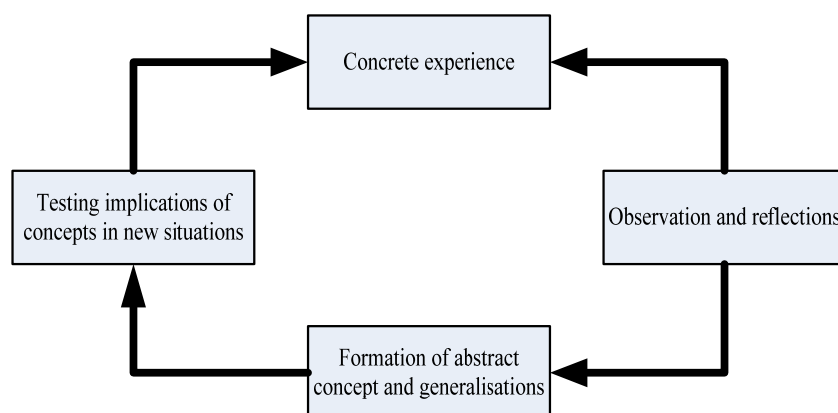 Concrete experience
Testing implications of
concepts in new situations
Observation and reflections
Formation of abstract
concept and generalisations